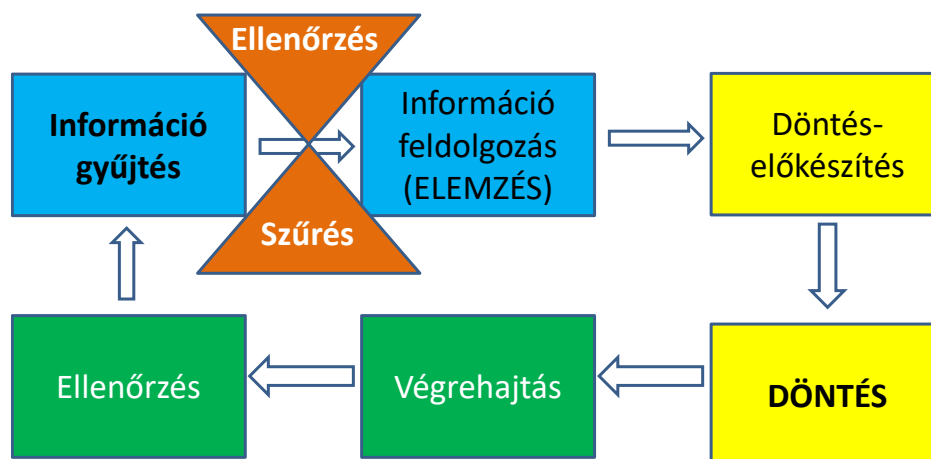 Ellenőrzés
Információ
gyűjtés
Információ
feldolgozás
(ELEMZÉS)
Döntés-
előkészítés
Szűrés
Ellenőrzés
Végrehajtás
DÖNTÉS